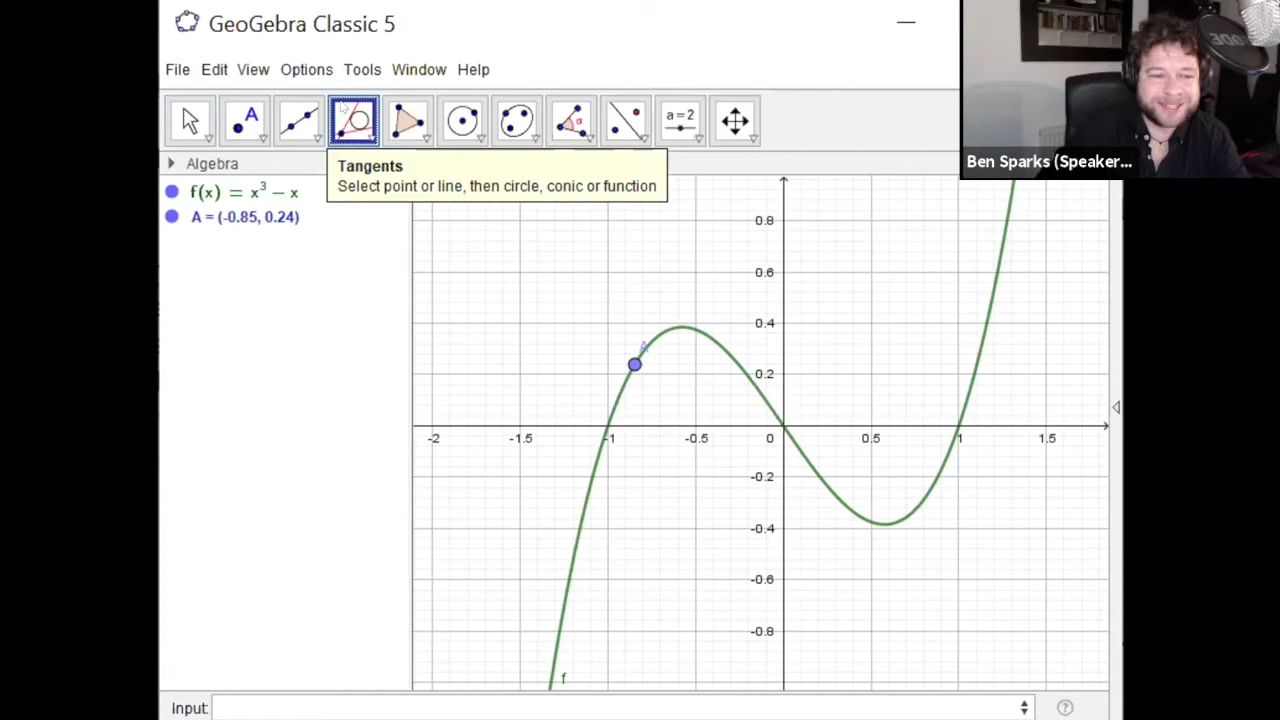 GeoGebra Classic 5
File Edit View Options Tools Window Help
A
α
a=2
Algebra
Tangents
Select point or line, then circle, conic or function
f(x) = x³ − x
A = (-0.85, 0.24)
0.8
0.6
0.4
0.2
-2 -1.5 -1 -0.5 0 0.5 1 1.5
-0.2
-0.4
-0.6
-0.8
A
f
Input:
?
Ben Sparks (Speaker...
RODE